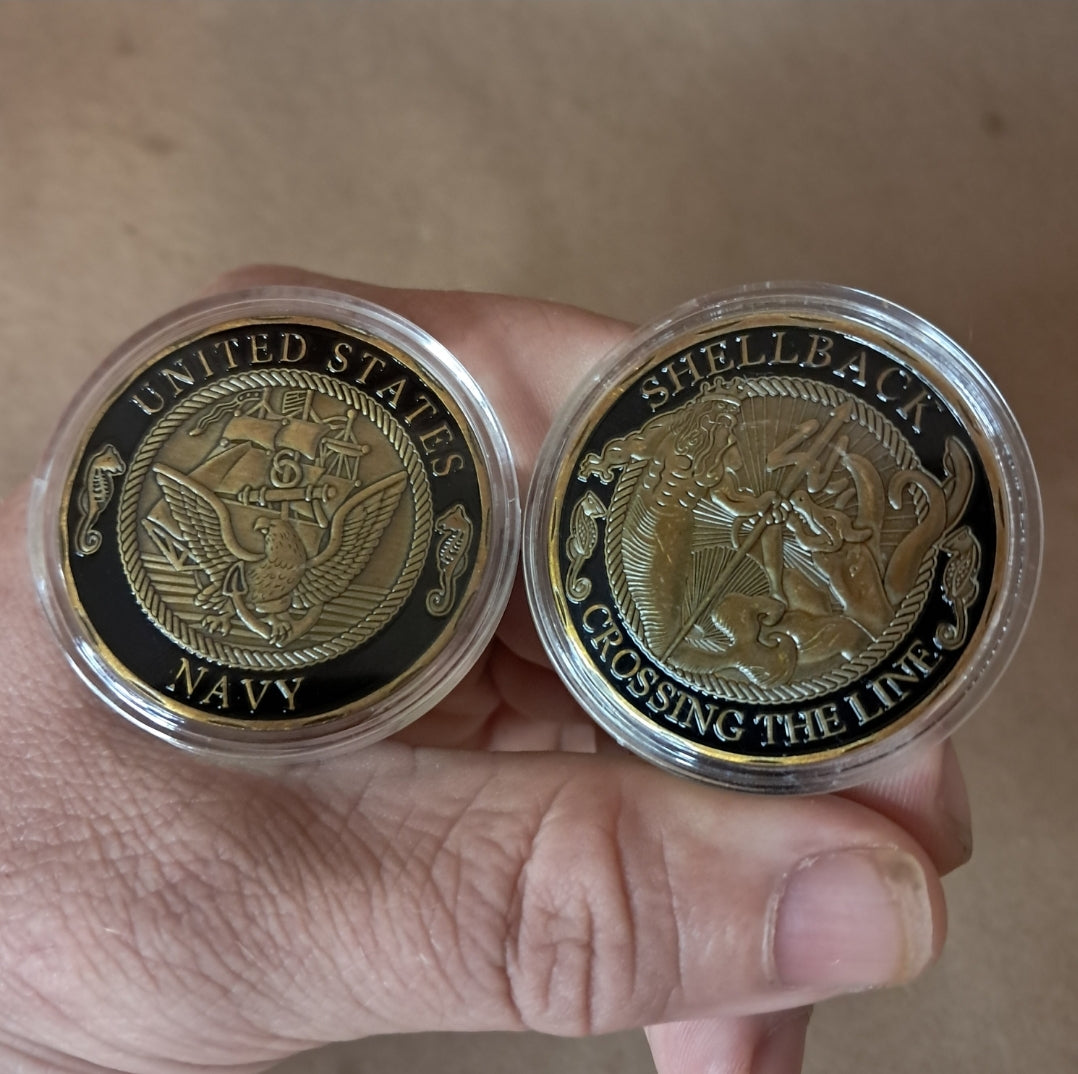 UNITED STATES
NAVY
SHELLBACK
CROSSING THE LINE